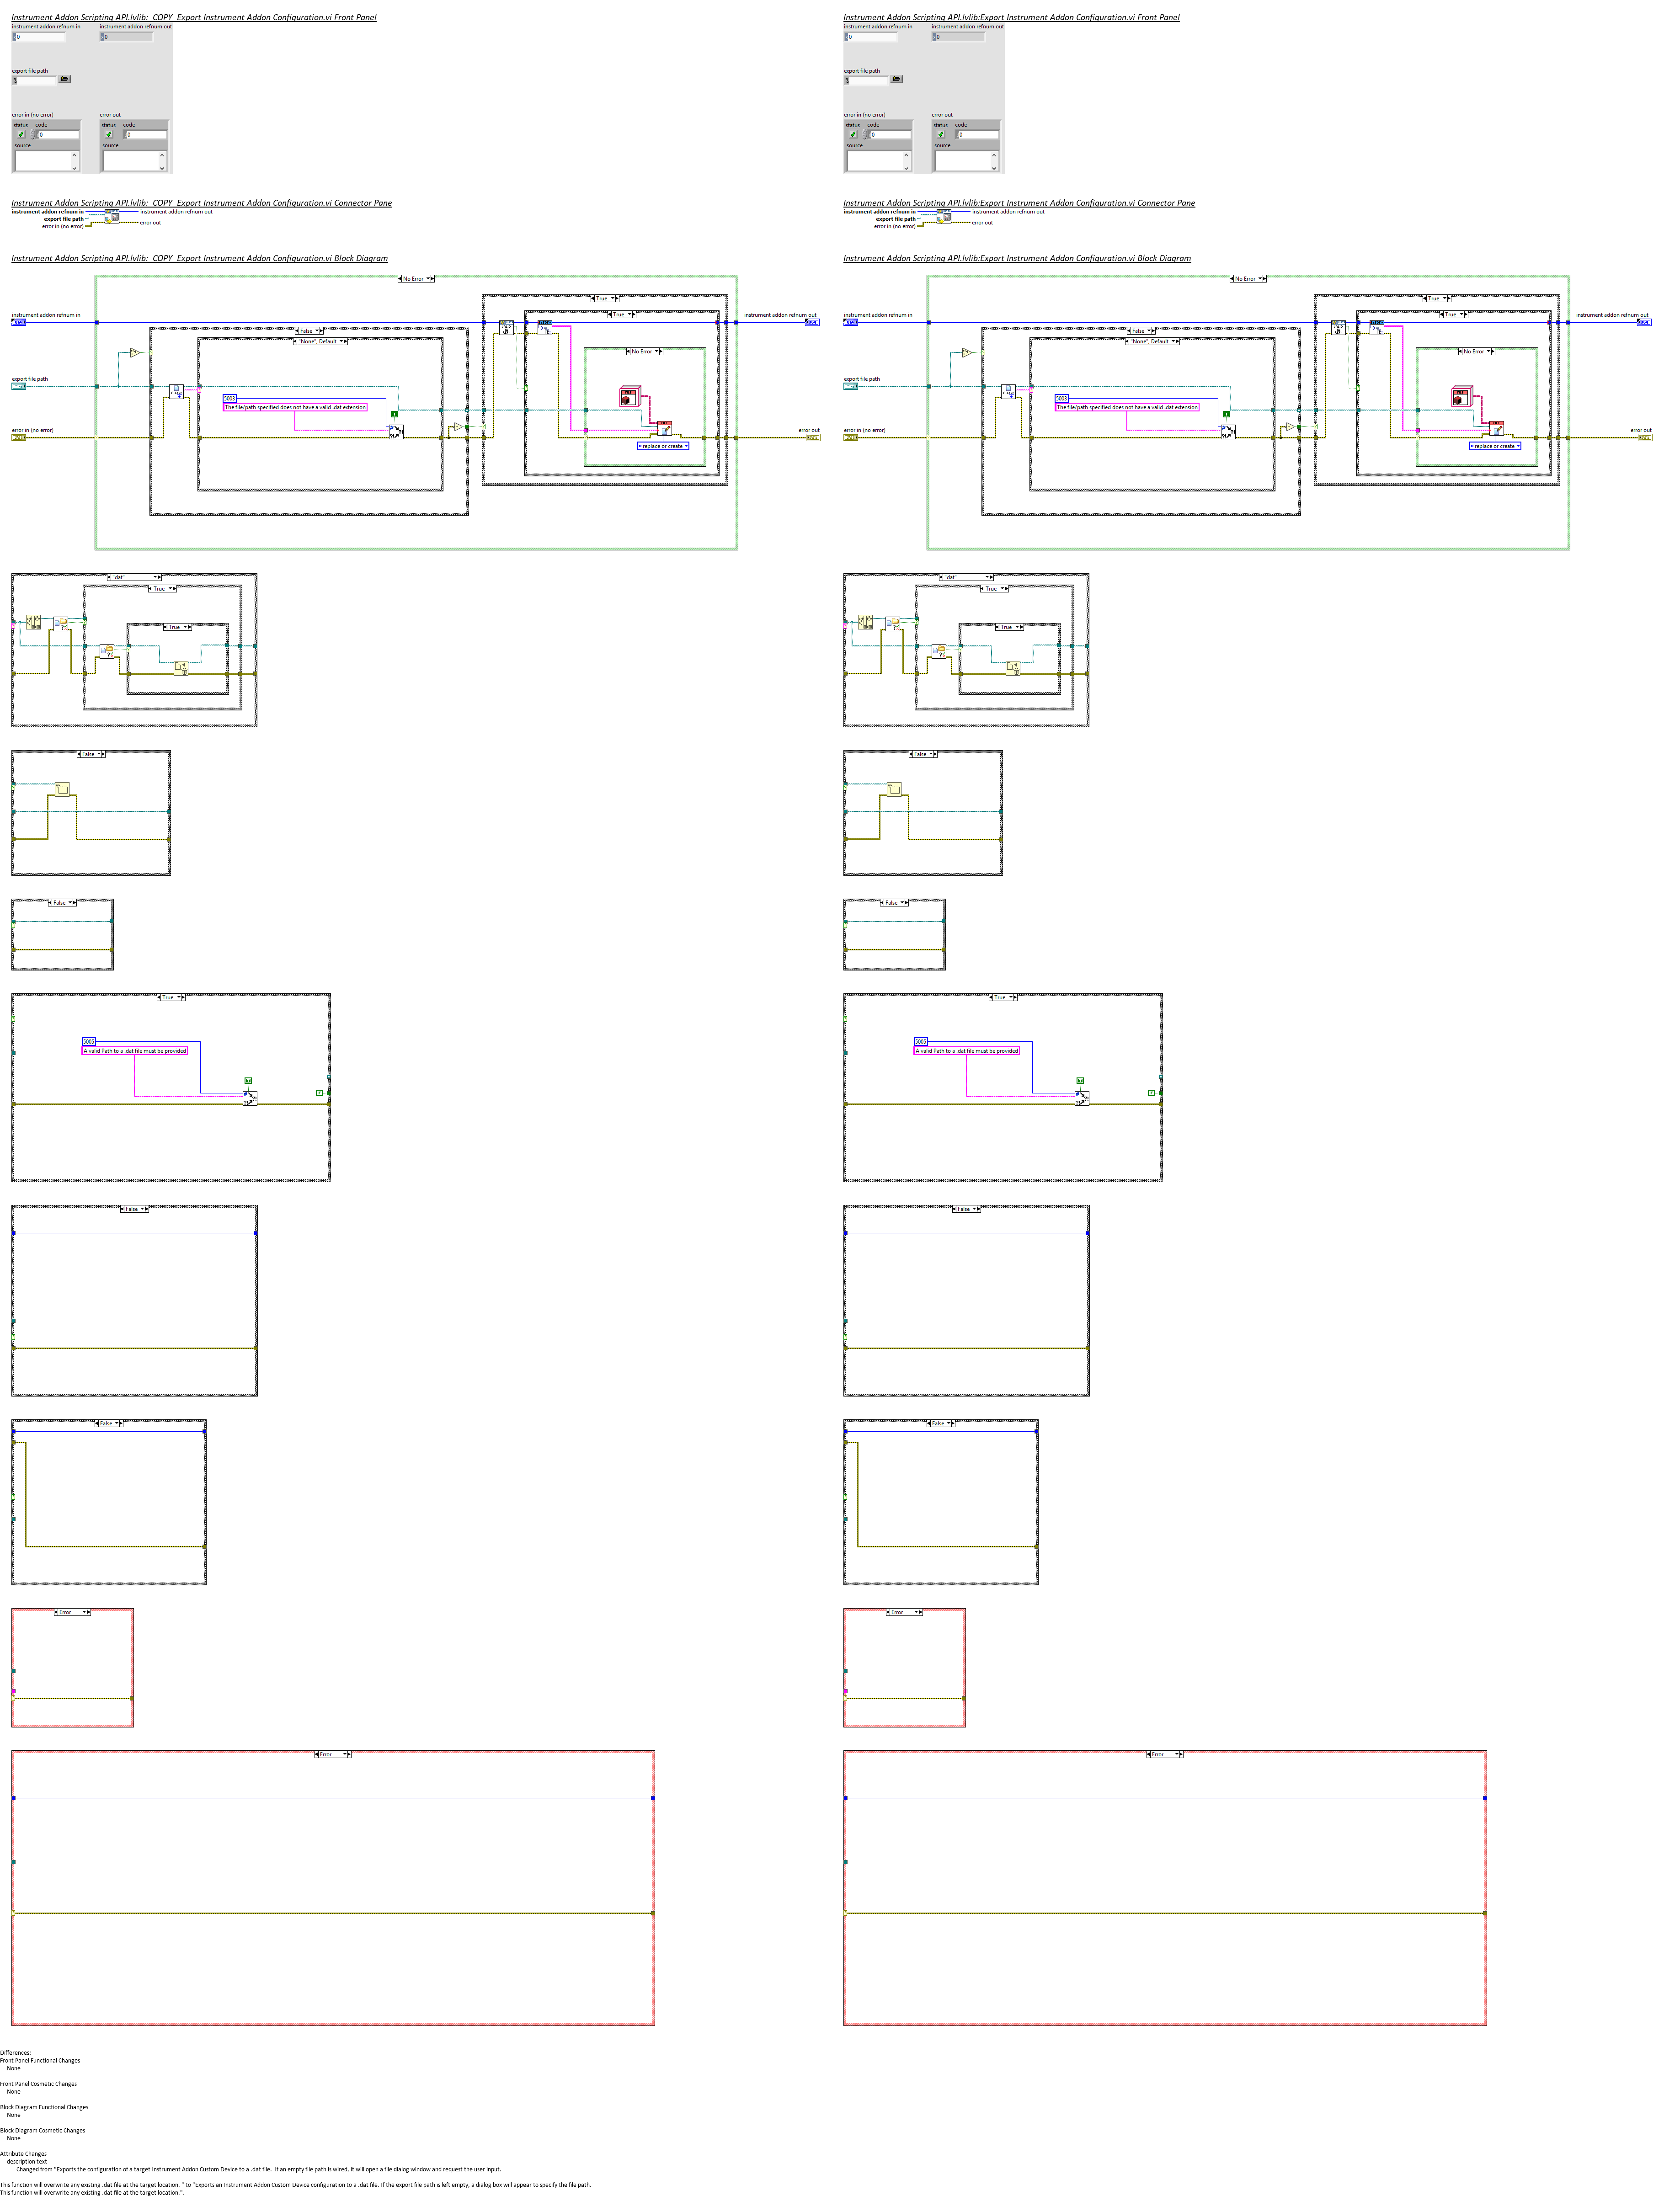 Instrument Addon Scripting API.lvlib:_COPY_Export Instrument Addon Configuration.vi Front Panel
instrument addon refnum in
instrument addon refnum out
0
0
export file path
error in (no error)
error out
status code
0
source
status code
0
source
Instrument Addon Scripting API.lvlib:_COPY_Export Instrument Addon Configuration.vi Connector Pane
instrument addon refnum in
instrument addon refnum out
export file path
error in (no error)
error out
Instrument Addon Scripting API.lvlib:_COPY_Export Instrument Addon Configuration.vi Block Diagram
No Error
True
instrument addon refnum in
True
instrument addon refnum out
False
"None", Default
No Error
export file path
5003
The file/path specified does not have a valid .dat extension
error in (no error)
error out
replace or create
"dat"
True
True
False
False
True
5005
A valid Path to a .dat file must be provided
False
False
Error
Error
Instrument Addon Scripting API.lvlib:Export Instrument Addon Configuration.vi Front Panel
instrument addon refnum in
instrument addon refnum out
0
0
export file path
error in (no error)
error out
status code
0
source
status code
0
source
Instrument Addon Scripting API.lvlib:Export Instrument Addon Configuration.vi Connector Pane
instrument addon refnum in
instrument addon refnum out
export file path
error in (no error)
error out
Instrument Addon Scripting API.lvlib:Export Instrument Addon Configuration.vi Block Diagram
No Error
True
instrument addon refnum in
True
instrument addon refnum out
False
"None", Default
No Error
export file path
5003
The file/path specified does not have a valid .dat extension
error in (no error)
error out
replace or create
"dat"
True
True
False
False
True
5005
A valid Path to a .dat file must be provided
False
False
Error
Error
Differences:
Front Panel Functional Changes
None
Front Panel Cosmetic Changes
None
Block Diagram Functional Changes
None
Block Diagram Cosmetic Changes
None
Attribute Changes
description text
Changed from "Exports the configuration of a target Instrument Addon Custom Device to a .dat file. If an empty file path is wired, it will open a file dialog window and request the user input.
This function will overwrite any existing .dat file at the target location. " to "Exports an Instrument Addon Custom Device configuration to a .dat file. If the export file path is left empty, a dialog box will appear to specify the file path.
This function will overwrite any existing .dat file at the target location.".